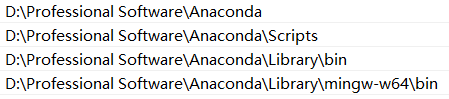 D:\Professional Software\Anaconda
D:\Professional Software\Anaconda\Scripts
D:\Professional Software\Anaconda\Library\bin
D:\Professional Software\Anaconda\Library\mingw-w64\bin